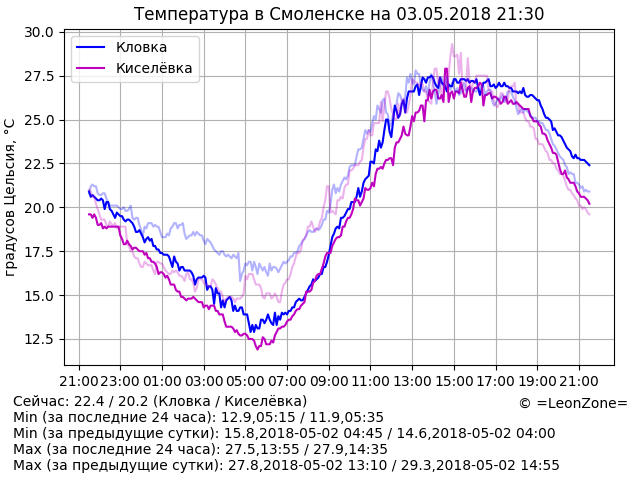 Температура в Смоленске на 03.05.2018 21:30
Кловка
Киселёвка
градусов Цельсия, °C
30.0
27.5
25.0
22.5
20.0
17.5
15.0
12.5
21:00 23:00 01:00 03:00 05:00 07:00 09:00 11:00 13:00 15:00 17:00 19:00 21:00
Сейчас: 22.4 / 20.2 (Кловка / Киселёвка)
© =LeonZone=
Min (за последние 24 часа): 12.9,05:15 / 11.9,05:35
Min (за предыдущие сутки): 15.8,2018-05-02 04:45 / 14.6,2018-05-02 04:00
Max (за последние 24 часа): 27.5,13:55 / 27.9,14:35
Max (за предыдущие сутки): 27.8,2018-05-02 13:10 / 29.3,2018-05-02 14:55